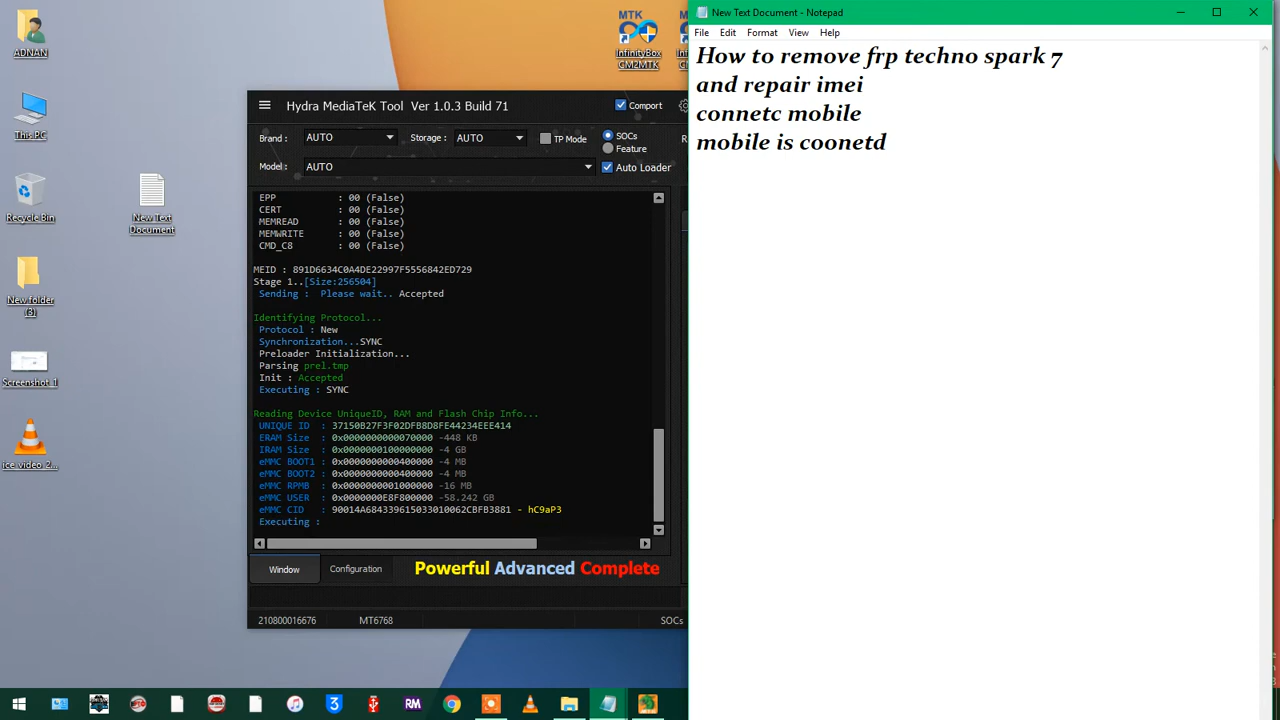 ADNAN
This PC
Recycle Bin
New folder
(3)
Screenshot_1
ice_video_2...
New Text
Document
MTK
InfinityBox
CM2MTK
Hydra MediaTeK Tool Ver 1.0.3 Build 71
Comport
Brand :
AUTO
Storage :
AUTO
TP Mode
SOCs
Feature
Model :
AUTO
Auto Loader
EPP : 00 (False)
CERT : 00 (False)
MEMREAD : 00 (False)
MEMWRITE : 00 (False)
CMD_C8 : 00 (False)
MEID : 891D6634C0A4DE22997F5556842ED729
Stage 1..[Size:256504]
Sending : Please wait.. Accepted
Identifying Protocol...
Protocol : New
Synchronization...SYNC
Preloader Initialization...
Parsing prel.tmp
Init : Accepted
Executing : SYNC
Reading Device UniqueID, RAM and Flash Chip Info...
UNIQUE ID : 37150B27F3F02DFB8D8FE44234EEE414
ERAM Size : 0x0000000000070000 -448 KB
IRAM Size : 0x0000000100000000 -4 GB
eMMC BOOT1 : 0x0000000000400000 -4 MB
eMMC BOOT2 : 0x0000000000400000 -4 MB
eMMC RPMB : 0x0000000001000000 -16 MB
eMMC USER : 0x0000000E8F800000 -58.242 GB
eMMC CID : 90014A684339615033010062CBFB3881 - hC9aP3
Executing :
Window
Configuration
Powerful Advanced Complete
210800016676
MT6768
SOCs
New Text Document - Notepad
File Edit Format View Help
How to remove frp techno spark 7
and repair imei
connetc mobile
mobile is coonetd
3
RM